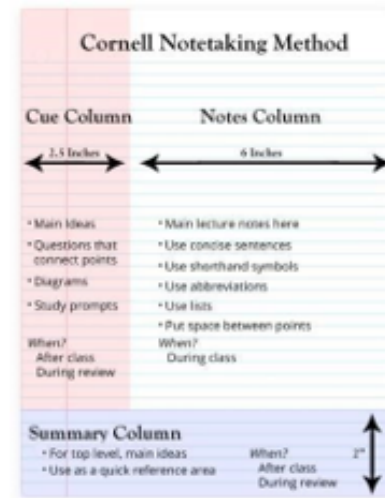 Cornell Notetaking Method
Cue Column
2.5 Inches
• Main Ideas
• Questions that
connect points
• Diagrams
• Study prompts
When?
After class
During review
Notes Column
6 Inches
• Main lecture notes here
• Use concise sentences
• Use shorthand symbols
• Use abbreviations
• Use lists
• Put space between points
When?
During class
Summary Column
• For top level, main ideas
• Use as a quick reference area
When?
After class
During review
2"